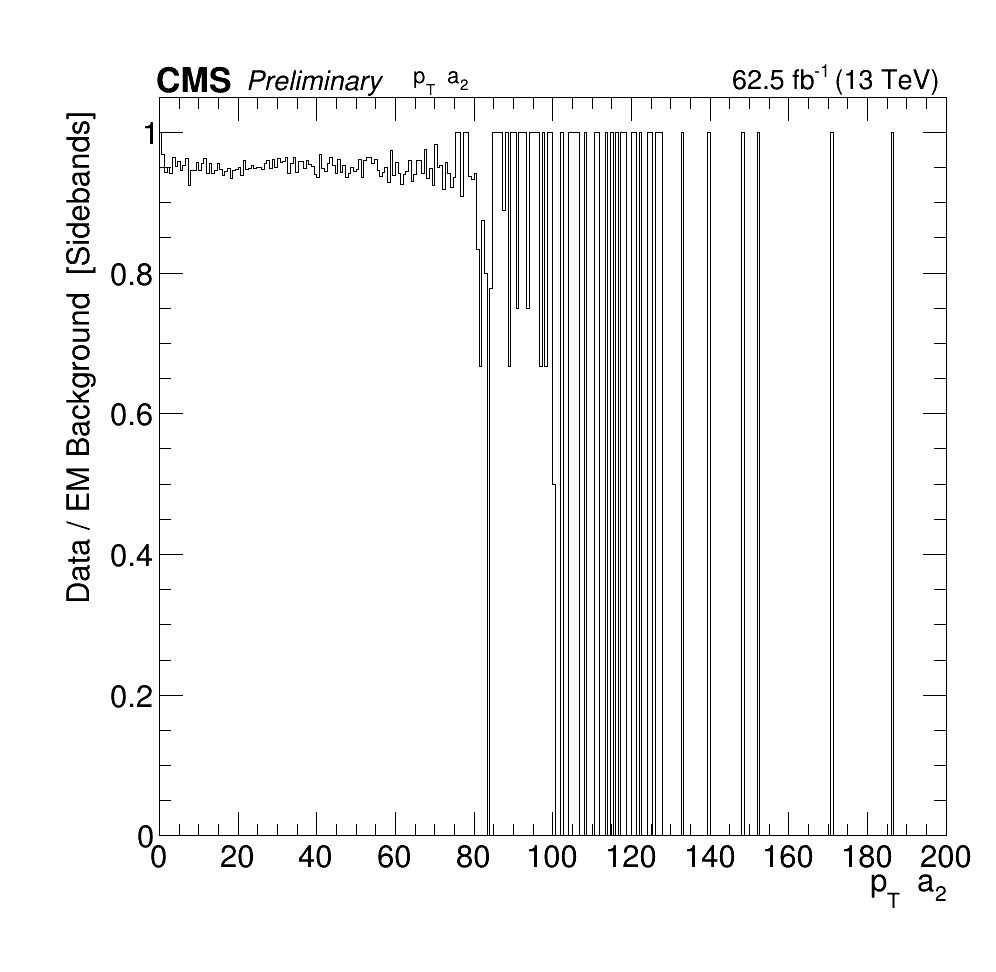 CMS Preliminary p_T a_2 62.5 fb^-1 (13 TeV)
Data / EM Background [Sidebands]
1
0.8
0.6
0.4
0.2
0
0 20 40 60 80 100 120 140 160 180 200
p_T a_2